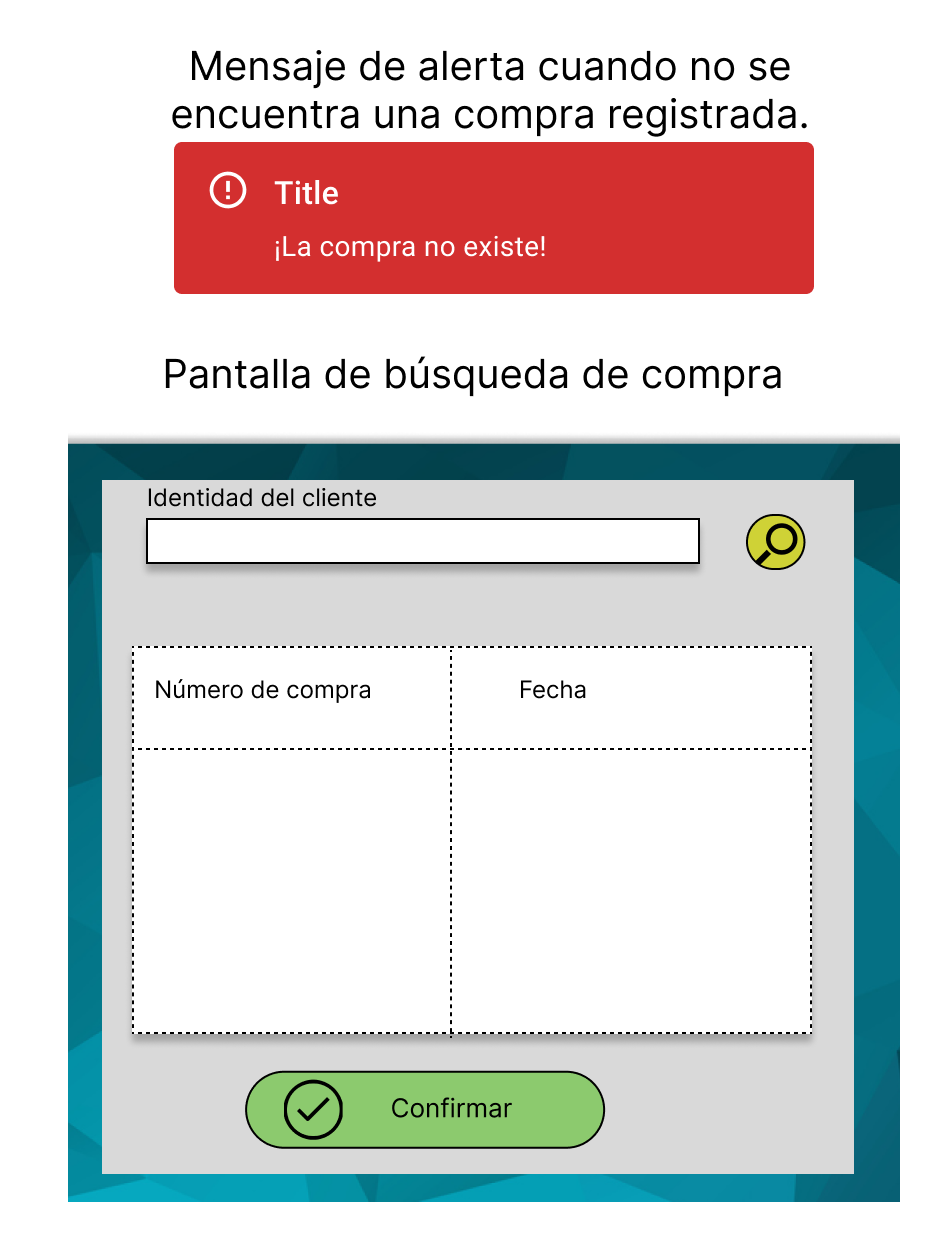 Mensaje de alerta cuando no se
encuentra una compra registrada.
Title
¡La compra no existe!
Pantalla de búsqueda de compra
Identidad del cliente
Número de compra
Fecha
Confirmar